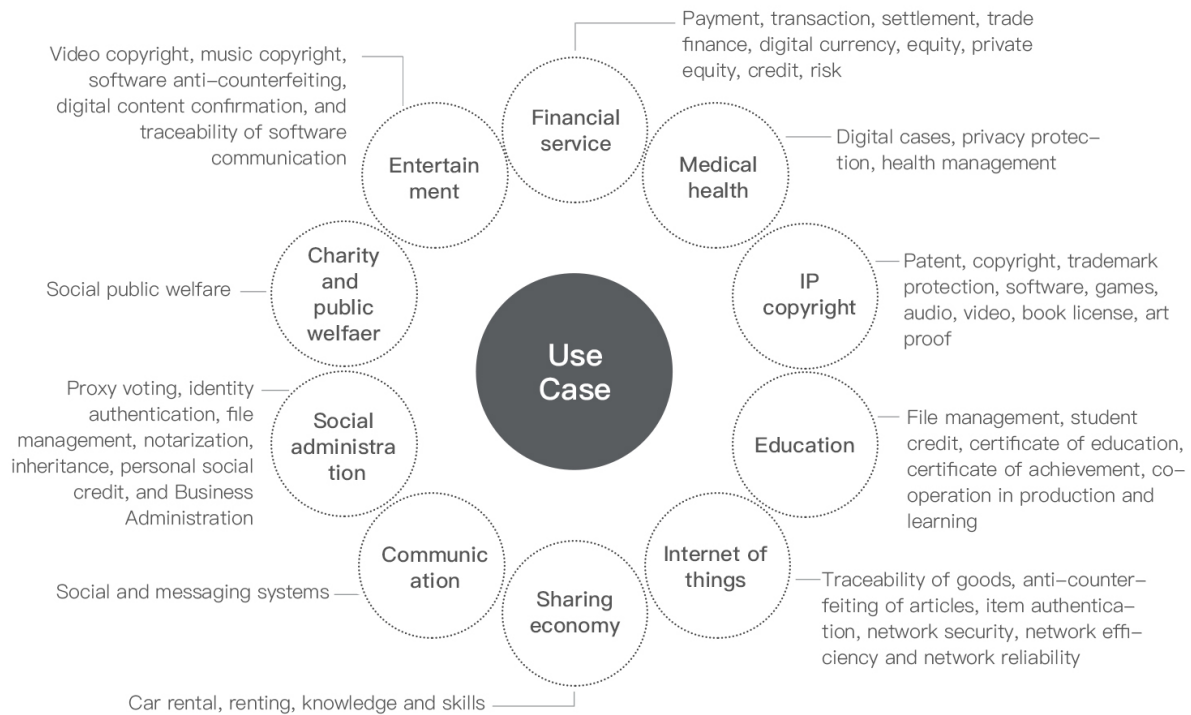 Payment, transaction, settlement, trade
finance, digital currency, equity, private
equity, credit, risk
Financial
service
Digital cases, privacy protec–
tion, health management
Medical
health
Patent, copyright, trademark
protection, software, games,
audio, video, book license, art
proof
IP
copyright
File management, student
credit, certificate of education,
certificate of achievement, co–
operation in production and
learning
Education
Traceability of goods, anti–counter–
feiting of articles, item authentica–
tion, network security, network effi–
ciency and network reliability
Internet of
things
Car rental, renting, knowledge and skills
Sharing
economy
Social and messaging systems
Communic
ation
Proxy voting, identity
authentication, file
management, notarization,
inheritance, personal social
credit, and Business
Administration
Social
administra
tion
Social public welfare
Charity
and
public
welfaer
Video copyright, music copyright,
software anti–counterfeiting,
digital content confirmation, and
traceability of software
communication
Entertain
ment
Use
Case